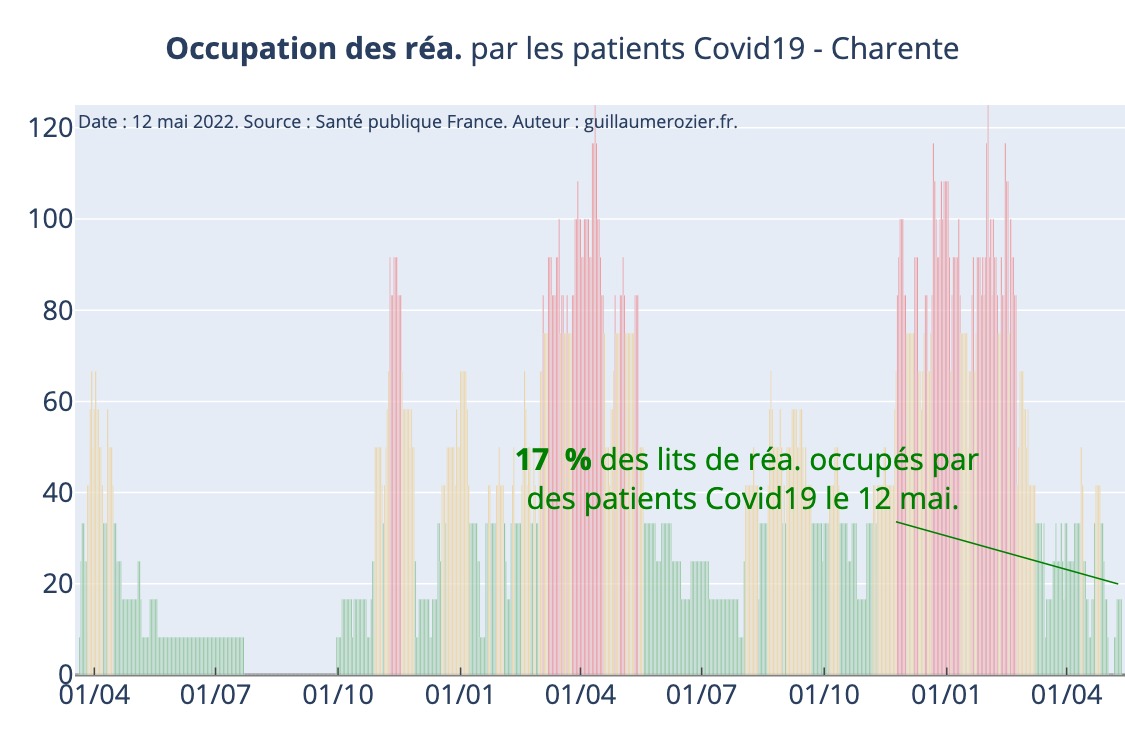 Occupation des réa. par les patients Covid19 - Charente
Date : 12 mai 2022. Source : Santé publique France. Auteur : guillaumerozier.fr.
120
100
80
60
40
20
0
17 % des lits de réa. occupés par
des patients Covid19 le 12 mai.
01/04 01/07 01/10 01/01 01/04 01/07 01/10 01/01 01/04